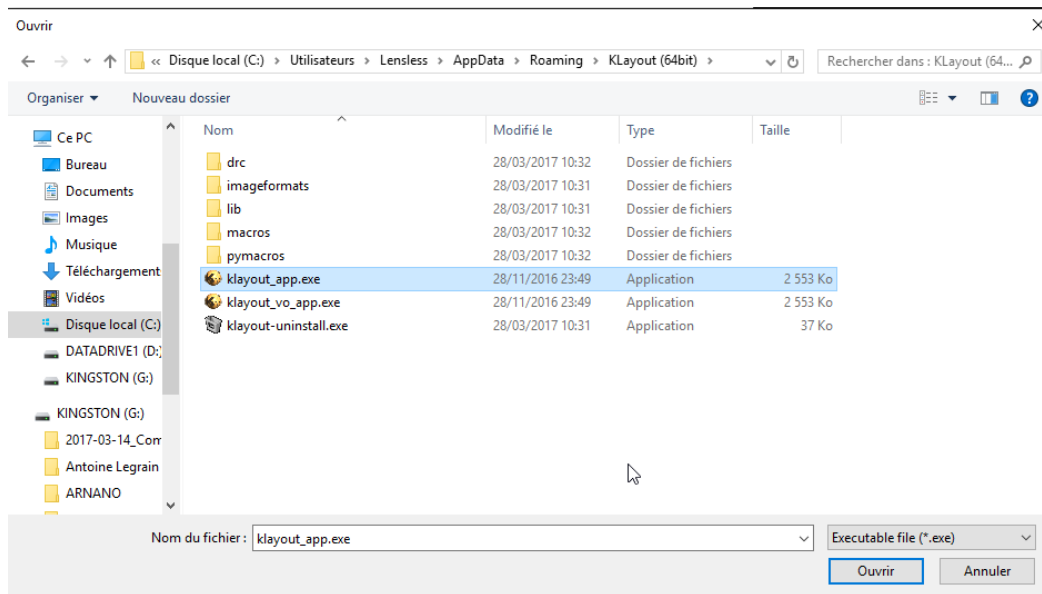 Ouvrir
« Disque local (C:) > Utilisateurs > Lensless > AppData > Roaming > KLayout (64bit) >
Rechercher dans : KLayout (64...
Organiser
Nouveau dossier
Nom
Modifié le
Type
Taille
Ce PC
Bureau
Documents
Images
Musique
Téléchargement
Vidéos
Disque local (C:)
DATADRIVE1 (D:)
KINGSTON (G:)
KINGSTON (G:)
2017-03-14_Com
Antoine Legrain
ARNANO
drc 28/03/2017 10:32 Dossier de fichiers
imageformats 28/03/2017 10:31 Dossier de fichiers
lib 28/03/2017 10:31 Dossier de fichiers
macros 28/03/2017 10:32 Dossier de fichiers
pymacros 28/03/2017 10:32 Dossier de fichiers
klayout_app.exe 28/11/2016 23:49 Application 2 553 Ko
klayout_vo_app.exe 28/11/2016 23:49 Application 2 553 Ko
klayout-uninstall.exe 28/03/2017 10:31 Application 37 Ko
Nom du fichier : klayout_app.exe
Executable file (*.exe)
Ouvrir
Annuler